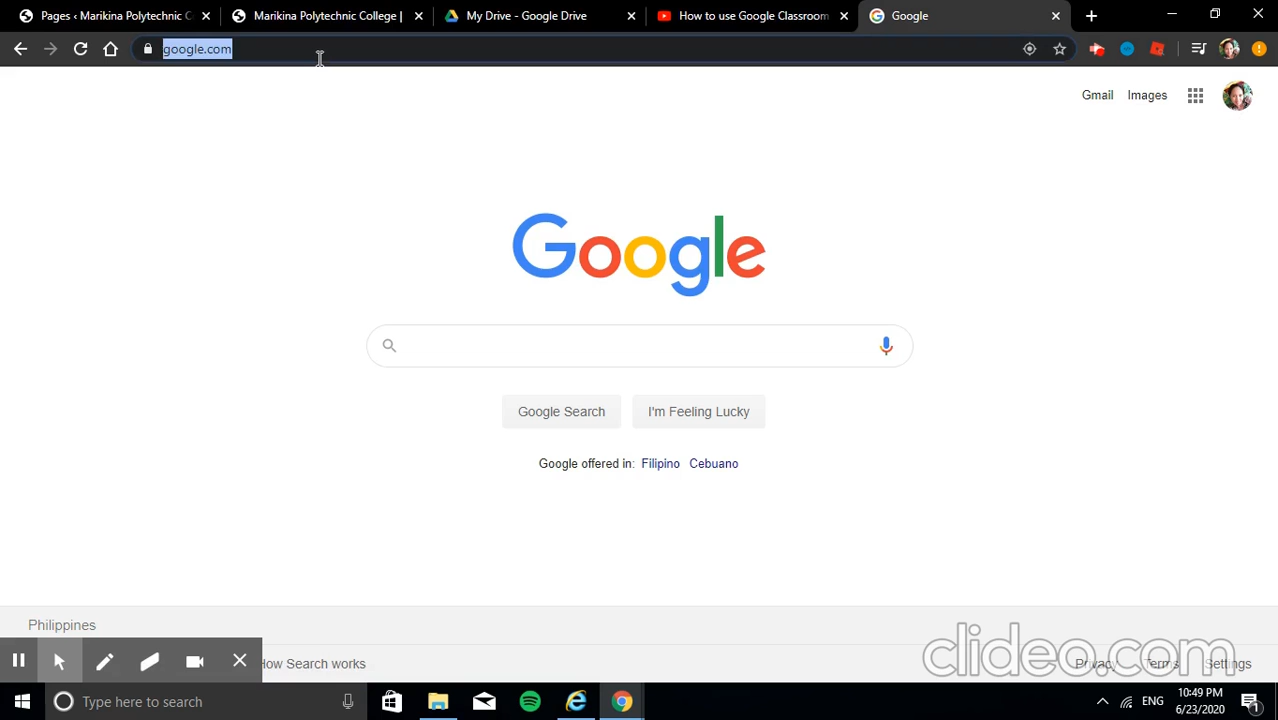 Pages ‹ Marikina Polytechnic C
Marikina Polytechnic College |
My Drive - Google Drive
How to use Google Classroom
Google
google.com
Gmail
Images
Google
Google Search
I'm Feeling Lucky
Google offered in: Filipino Cebuano
Philippines
How Search works
Privacy
Terms
Settings
clideo.com
Type here to search
ENG
10:49 PM
6/23/2020
1